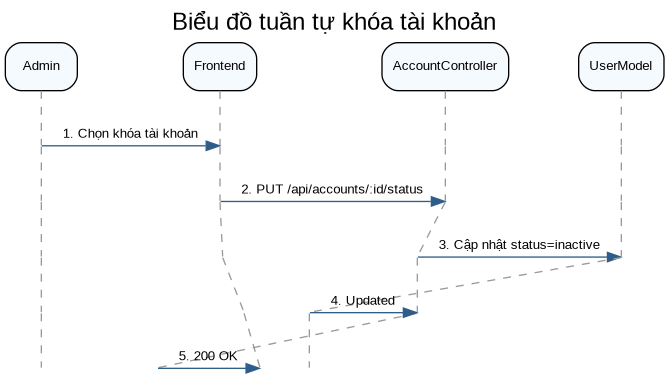 Biểu đồ tuần tự khóa tài khoản
Admin
Frontend
AccountController
UserModel
1. Chọn khóa tài khoản
2. PUT /api/accounts/:id/status
3. Cập nhật status=inactive
4. Updated
5. 200 OK